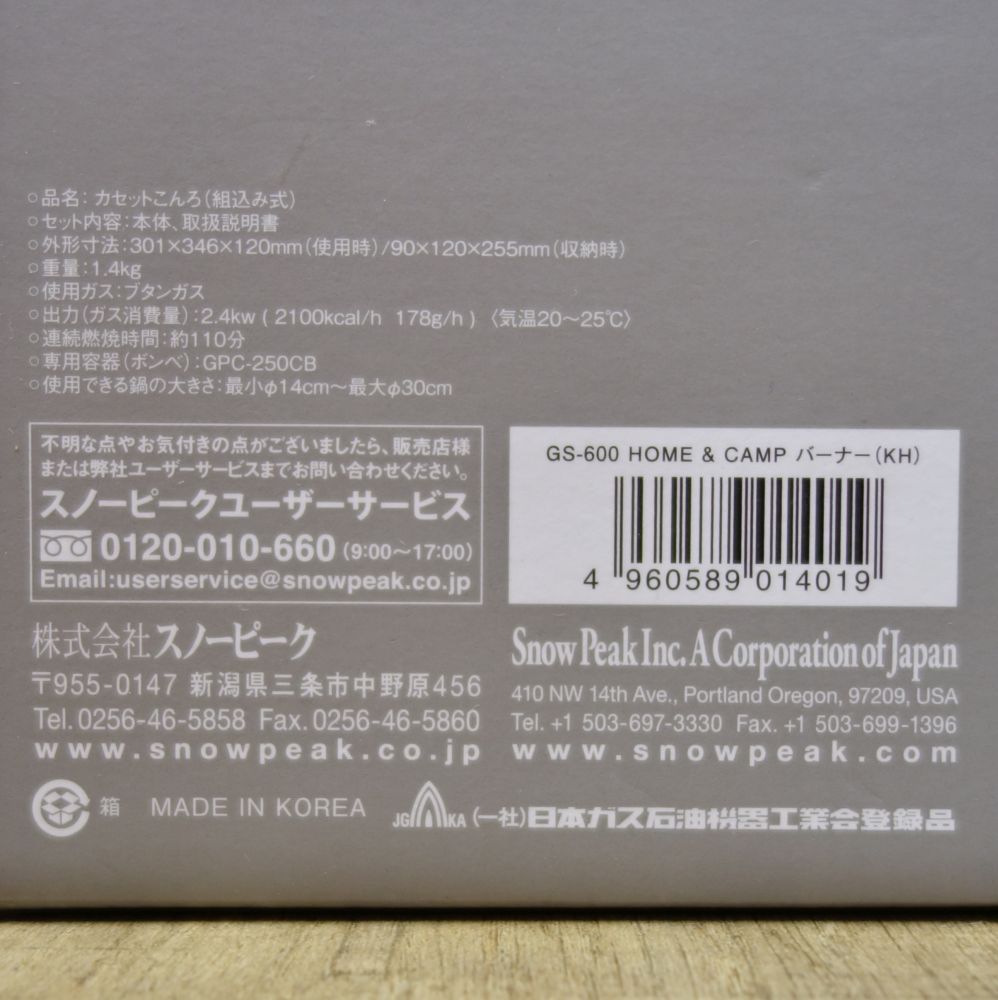 ○品名：カセットこんろ（組込み式）
○セット内容：本体、取扱説明書
○外形寸法：301×346×120mm（使用時）/90×120×255mm（収納時）
○重量：1.4kg
○使用ガス：ブタンガス
○出力（ガス消費量）：2.4kw ( 2100kcal/h 178g/h ) 〈気温20〜25℃〉
○連続燃焼時間：約110分
○専用容器（ボンベ）：GPC-250CB
○使用できる鍋の大きさ：最小φ14cm〜最大φ30cm
不明な点やお気付きの点がございましたら、販売店様
または弊社ユーザーサービスまでお問い合わせください。
スノーピークユーザーサービス
0120-010-660（9:00〜17:00）
Email:userservice@snowpeak.co.jp
GS-600 HOME & CAMP バーナー（KH）
4 960589 014019
株式会社スノーピーク
〒955-0147 新潟県三条市中野原456
Tel.0256-46-5858 Fax.0256-46-5860
www.snowpeak.co.jp
Snow Peak Inc. A Corporation of Japan
410 NW 14th Ave., Portland Oregon, 97209, USA
Tel. +1 503-697-3330 Fax. +1 503-699-1396
www.snowpeak.com
箱 MADE IN KOREA
JGKA（一社）日本ガス石油機器工業会登録品